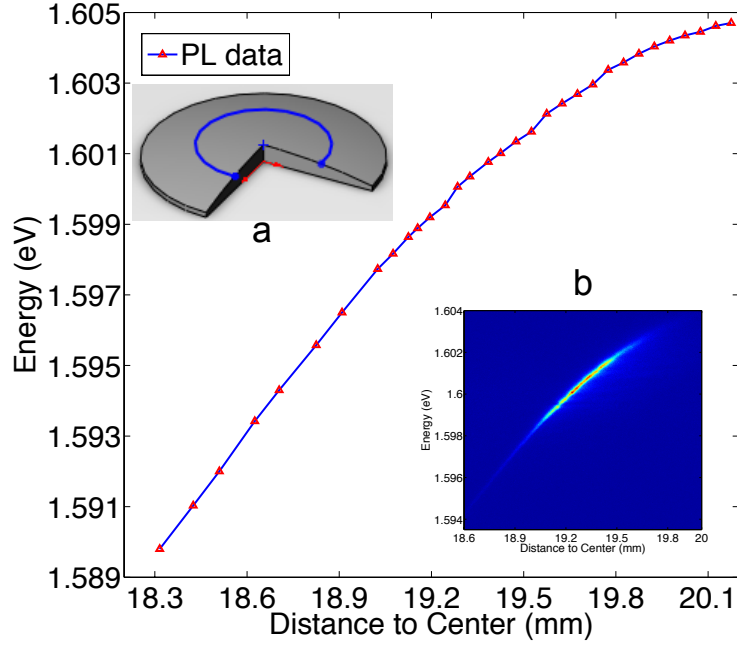 PL data
1.605
1.603
1.601
1.599
1.597
1.595
1.593
1.591
1.589
Energy (eV)
18.3 18.6 18.9 19.2 19.5 19.8 20.1
Distance to Center (mm)
a
b
1.604
1.602
1.6
1.598
1.596
1.594
Energy (eV)
18.6 18.9 19.2 19.5 19.8 20
Distance to Center (mm)